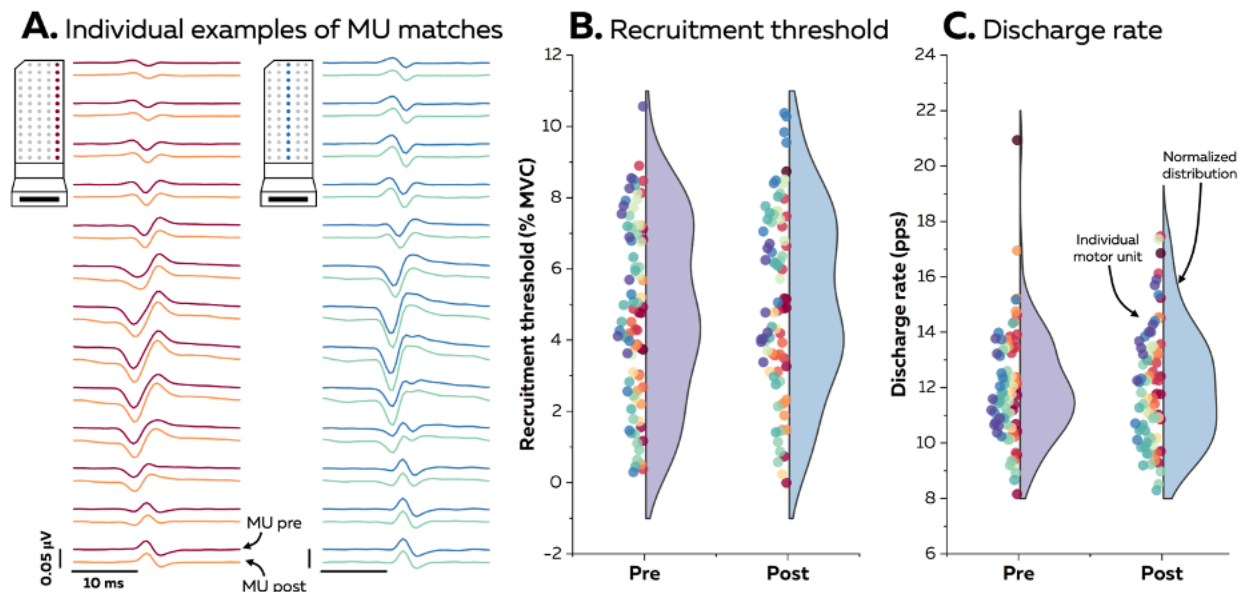 A. Individual examples of MU matches
MU pre
MU post
0.05 μV
10 ms
B. Recruitment threshold
Recruitment threshold (% MVC)
12
10
8
6
4
2
0
-2
Pre
Post
C. Discharge rate
Discharge rate (pps)
24
22
20
18
16
14
12
10
8
6
Normalized
distribution
Individual
motor unit
Pre
Post